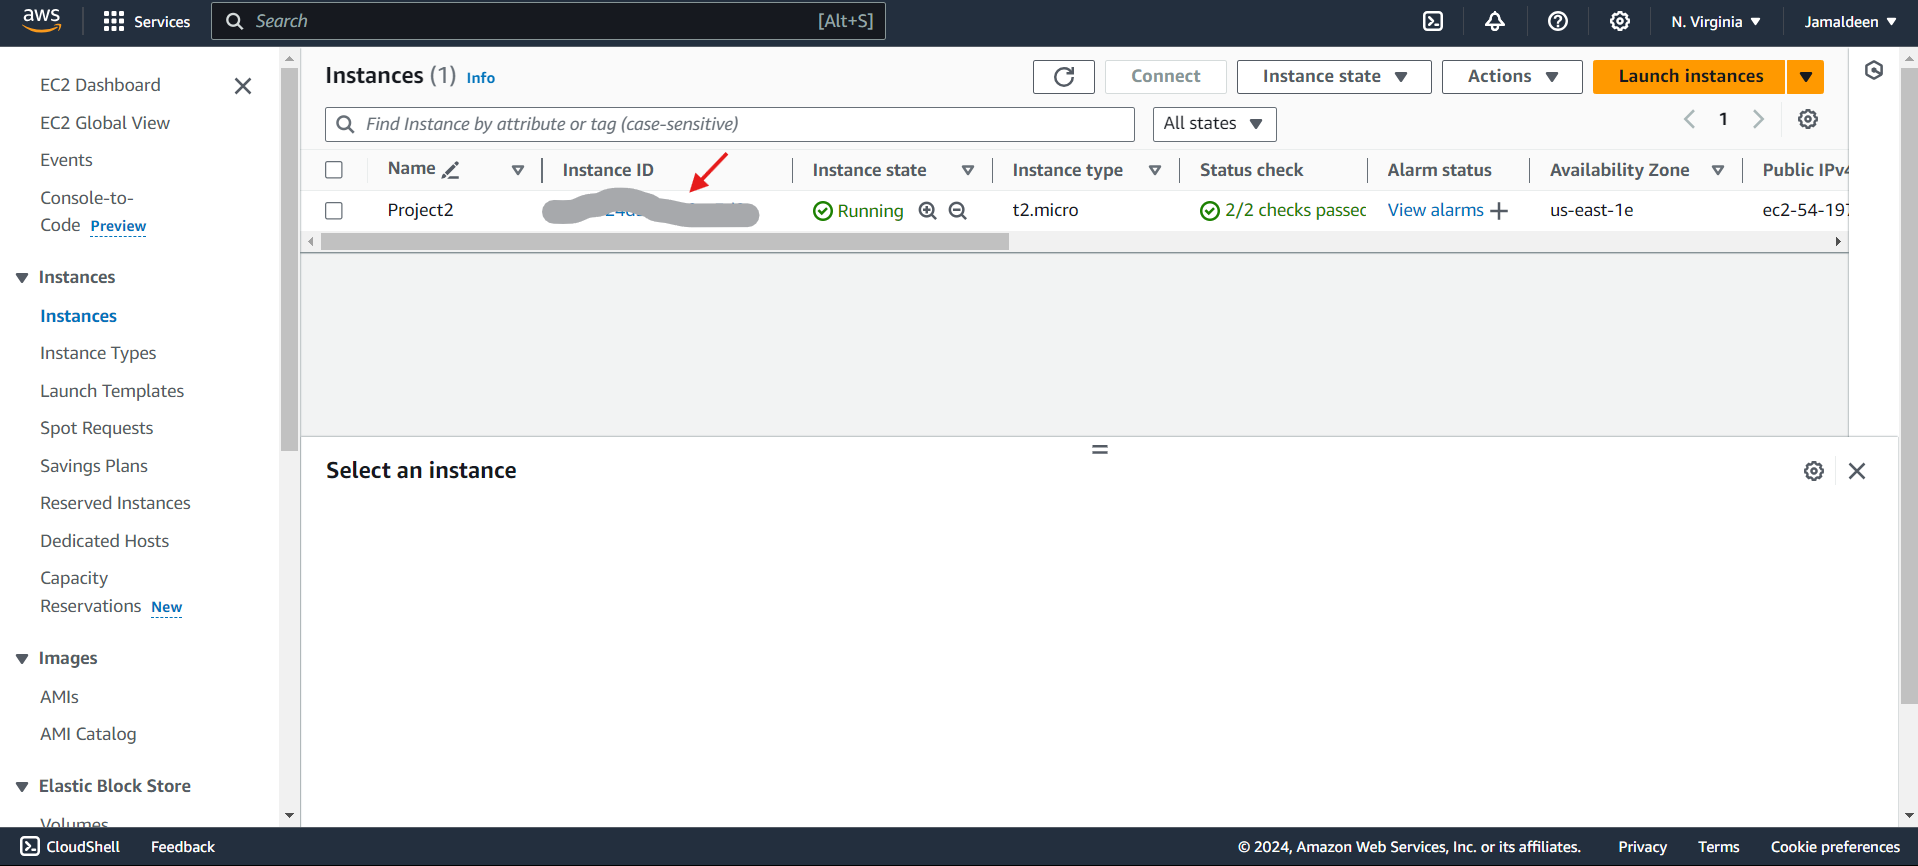 aws
Services
Search
[Alt+S]
N. Virginia
Jamaldeen
EC2 Dashboard
EC2 Global View
Events
Console-to-
Code Preview
Instances
Instances
Instance Types
Launch Templates
Spot Requests
Savings Plans
Reserved Instances
Dedicated Hosts
Capacity
Reservations New
Images
AMIs
AMI Catalog
Elastic Block Store
Volumes
Instances (1) Info
Connect
Instance state
Actions
Launch instances
Find Instance by attribute or tag (case-sensitive)
All states
1
Name Instance ID Instance state Instance type Status check Alarm status Availability Zone Public IPv4
Project2 Running t2.micro 2/2 checks passed View alarms us-east-1e ec2-54-197
Select an instance
CloudShell Feedback
© 2024, Amazon Web Services, Inc. or its affiliates. Privacy Terms Cookie preferences